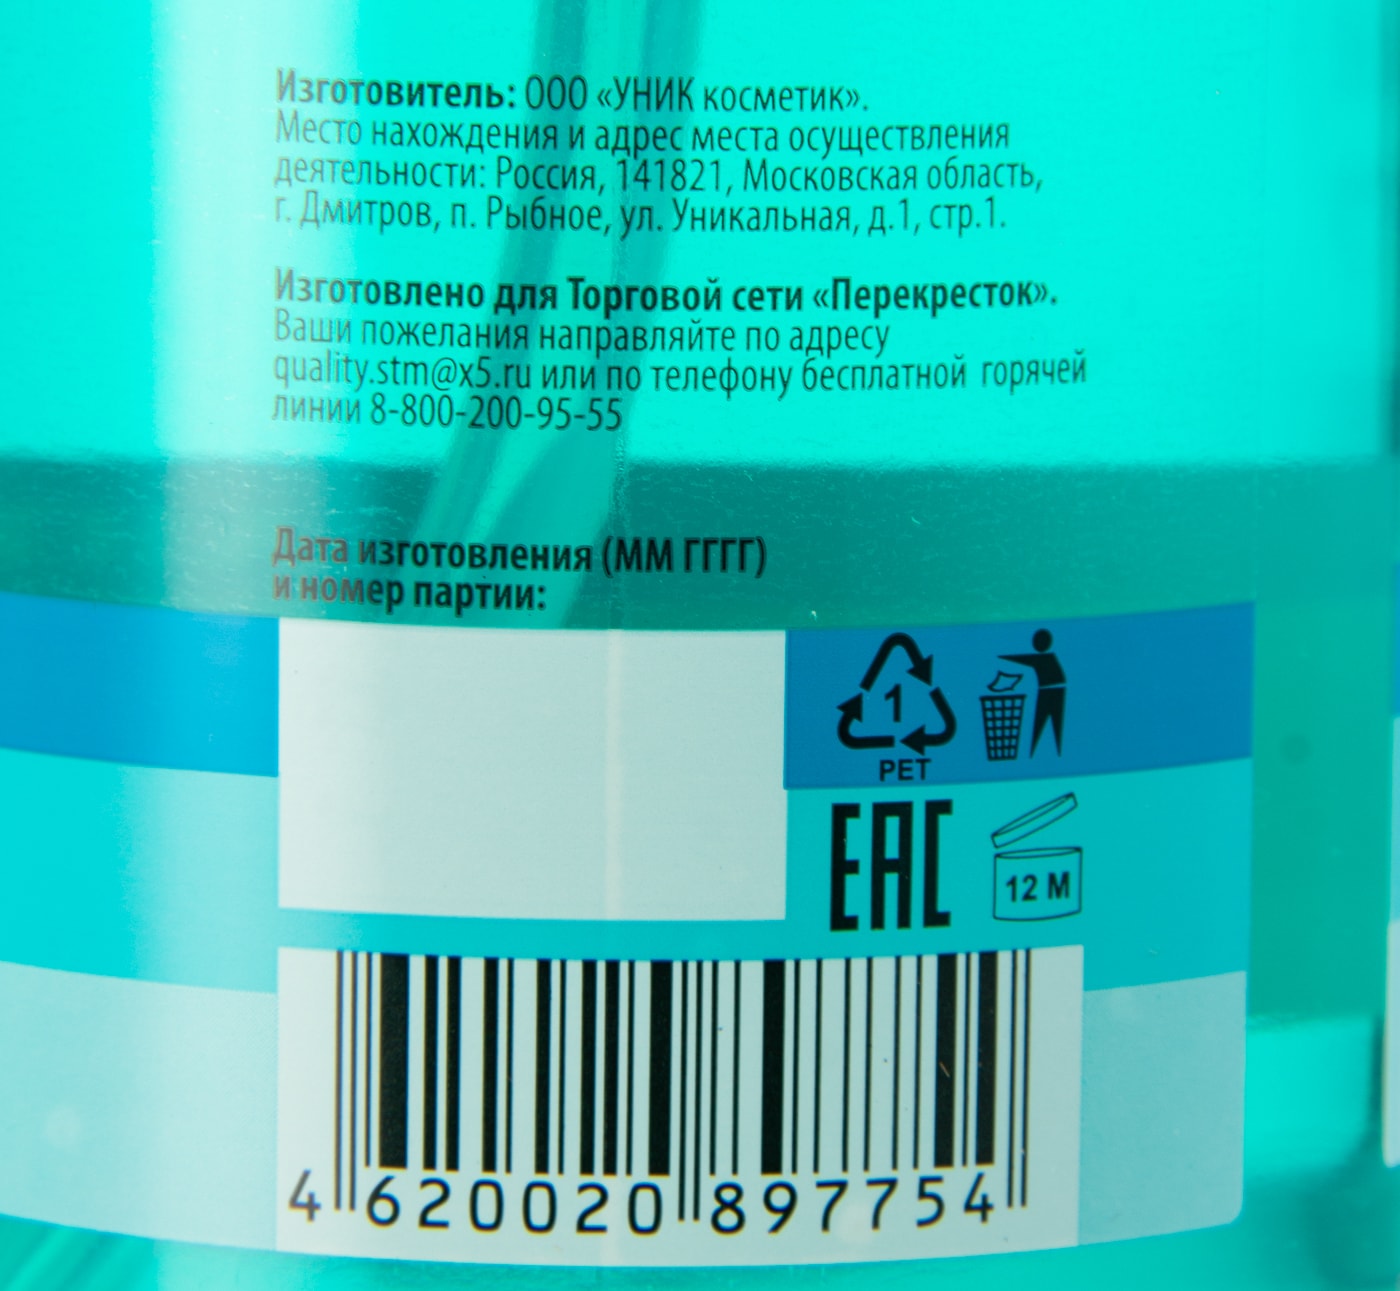 Изготовитель: ООО «УНИК косметик».
Место нахождения и адрес места осуществления
деятельности: Россия, 141821, Московская область,
г. Дмитров, п. Рыбное, ул. Уникальная, д.1, стр.1.
Изготовлено для Торговой сети «Перекресток».
Ваши пожелания направляйте по адресу
quality.stm@x5.ru или по телефону бесплатной горячей
линии 8-800-200-95-55
Дата изготовления (ММ ГГГГ)
и номер партии:
1
PET
EAC
12 M
4 620020 897754